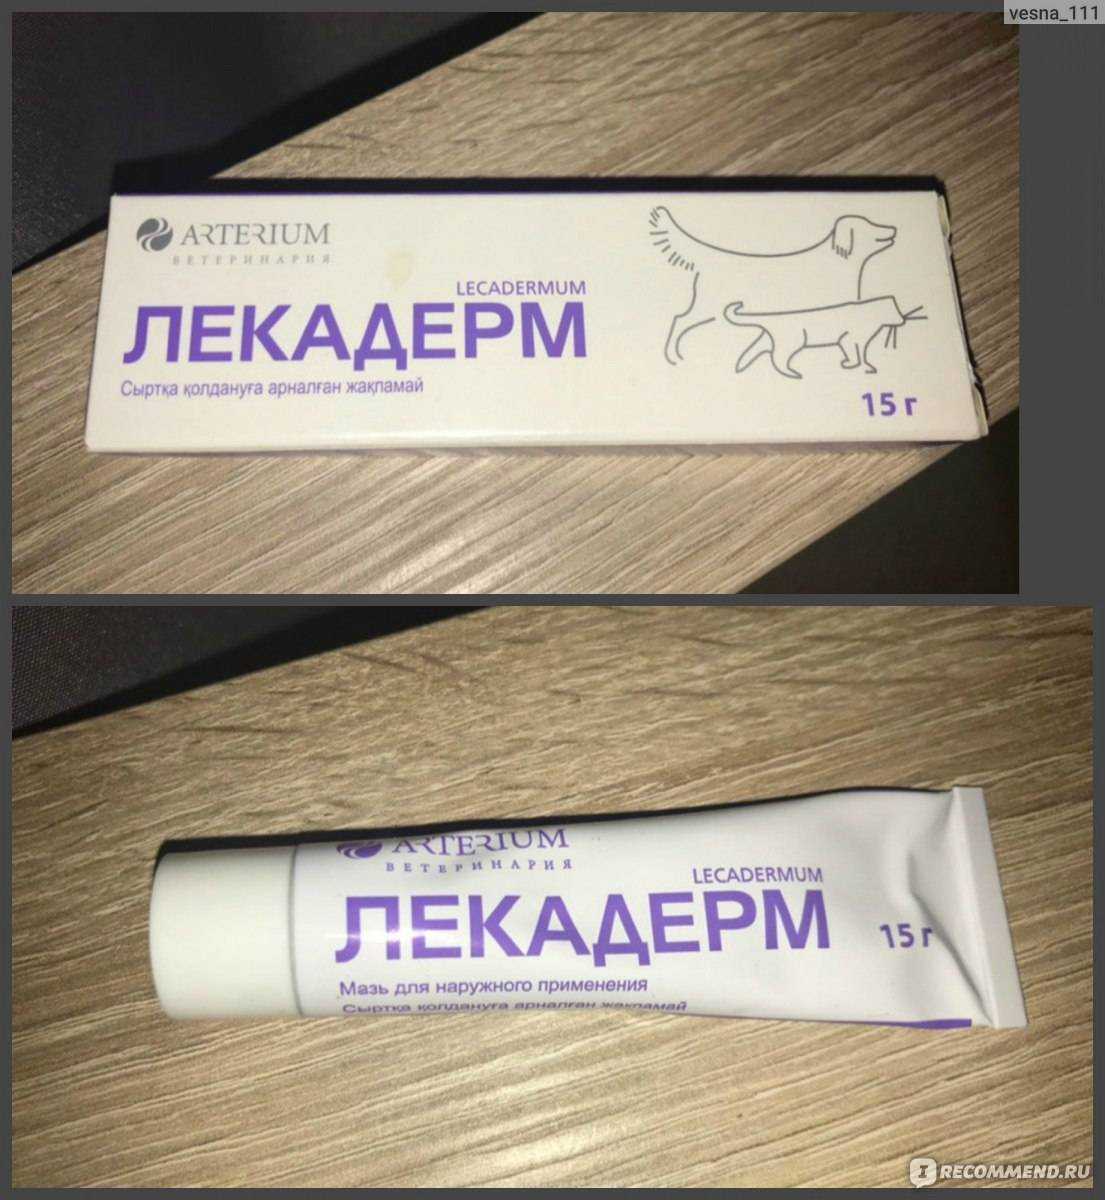 vesna_111
ARTERIUM
ВЕТЕРИНАРИЯ
LECADERMUM
ЛЕКАДЕРМ
Сыртқа қолдануға арналған жақпамай
15 г
ARTERIUM
ВЕТЕРИНАРИЯ
LECADERMUM
ЛЕКАДЕРМ
15 г
Мазь для наружного применения
Сыртқа қолдануға арналған жақпамай
IRECOMMEND.RU